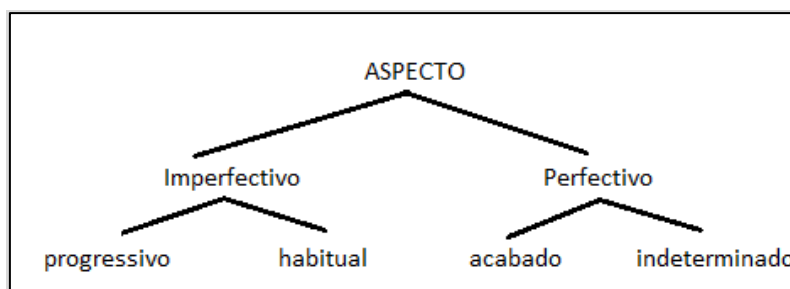 ASPECTO
Imperfectivo Perfectivo
progressivo habitual acabado indeterminado